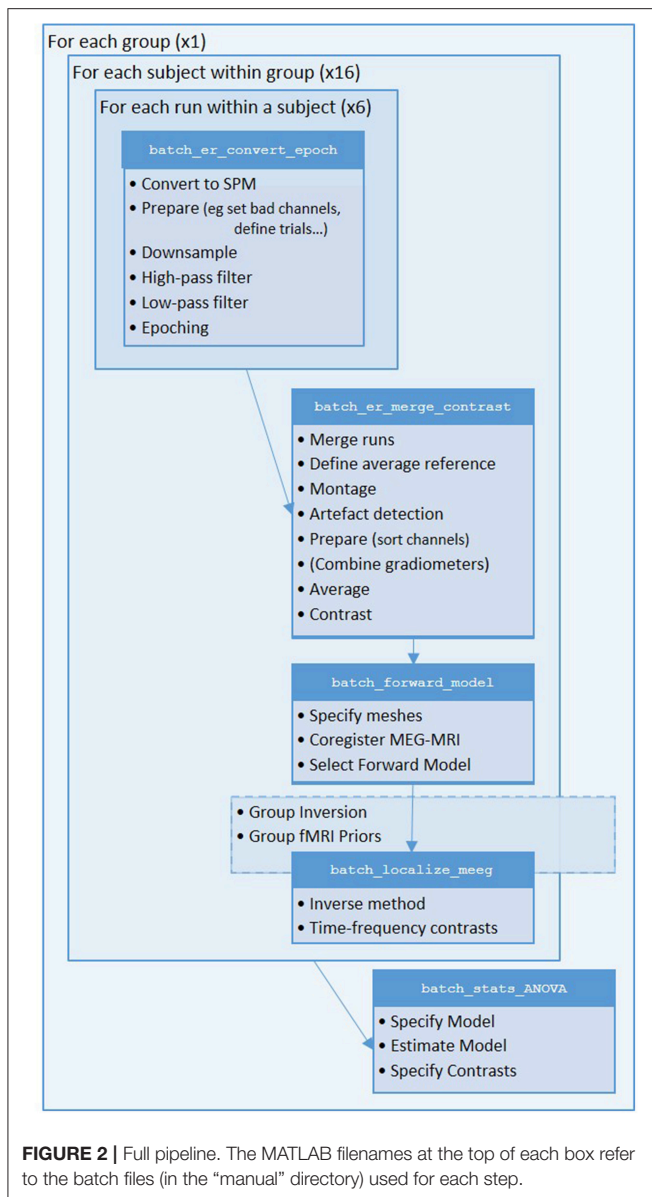 For each group (x1)
For each subject within group (x16)
For each run within a subject (x6)
batch_er_convert_epoch
• Convert to SPM
• Prepare (eg set bad channels,
define trials...)
• Downsample
• High-pass filter
• Low-pass filter
• Epoching
batch_er_merge_contrast
• Merge runs
• Define average reference
• Montage
• Artefact detection
• Prepare (sort channels)
• (Combine gradiometers)
• Average
• Contrast
batch_forward_model
• Specify meshes
• Coregister MEG-MRI
• Select Forward Model
• Group Inversion
• Group fMRI Priors
batch_localize_meeg
• Inverse method
• Time-frequency contrasts
batch_stats_ANOVA
• Specify Model
• Estimate Model
• Specify Contrasts
FIGURE 2 | Full pipeline. The MATLAB filenames at the top of each box refer
to the batch files (in the “manual” directory) used for each step.